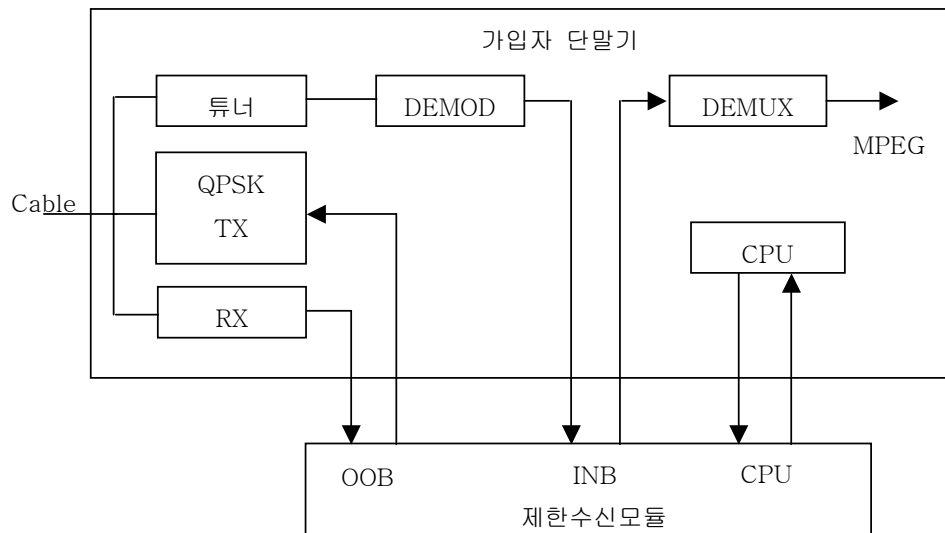 가입자 단말기
튜너
DEMOD
DEMUX
MPEG
Cable
QPSK
TX
CPU
RX
OOB
INB
CPU
제한수신모듈